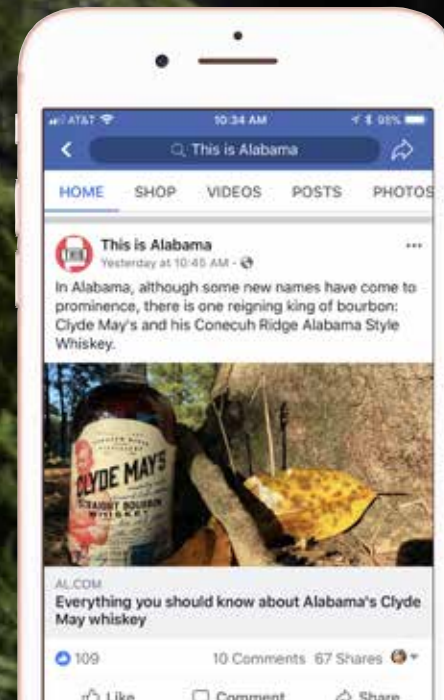 AT&T 10:34 AM 98%
This is Alabama
HOME SHOP VIDEOS POSTS PHOTOS
This is Alabama
Yesterday at 10:45 AM
In Alabama, although some new names have come to
prominence, there is one reigning king of bourbon:
Clyde May's and his Conecuh Ridge Alabama Style
Whiskey.
CLYDE MAY'S
STRAIGHT BOURBON
WHISKEY
AL.COM
Everything you should know about Alabama's Clyde
May whiskey
109 10 Comments 67 Shares
Like Comment Share